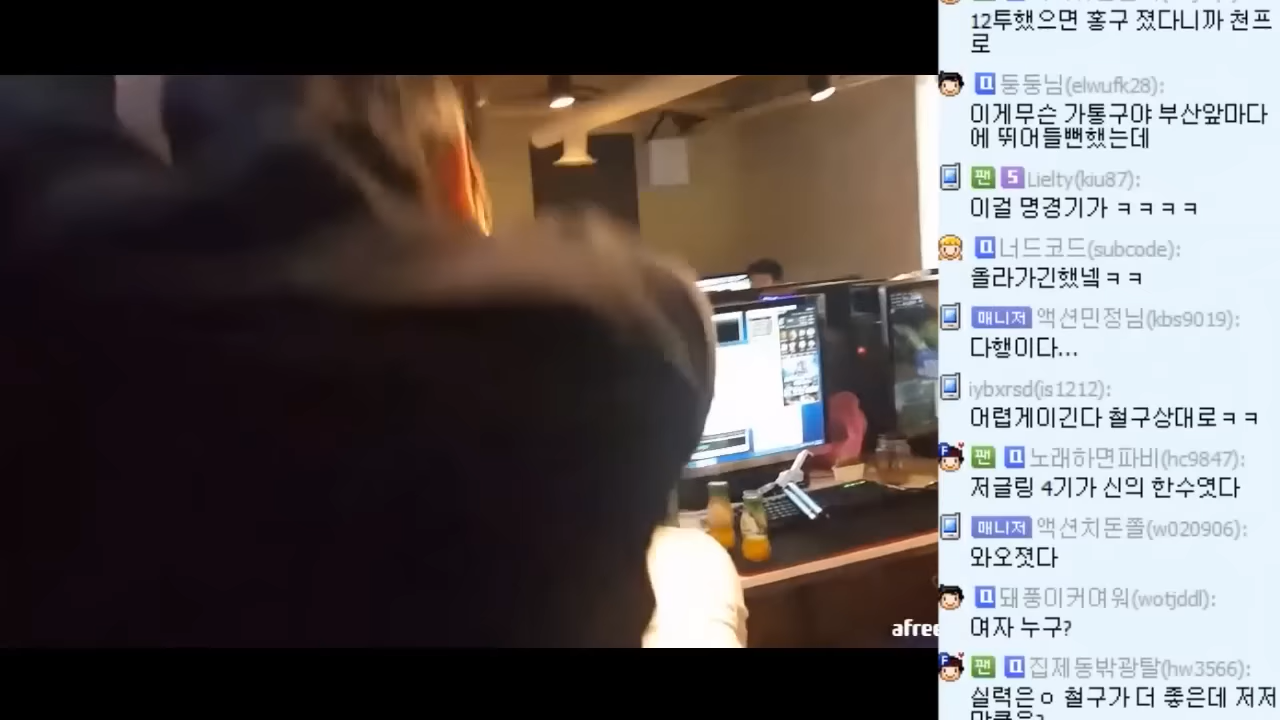 12투했으면 홍구 졌다니까 천프
로
둥둥님(elwufk28):
이게무슨 가통구야 부산앞마다
에 뛰어들뻔했는데
팬 S Lielty(kiu87):
이걸 명경기가 ㅋㅋㅋㅋ
너드코드(subcode):
올라가긴했넼ㅋㅋ
매니저 액션민정님(kbs9019):
다행이다...
iybxrsd(is1212):
어렵게이긴다 철구상대로ㅋㅋ
팬 노래하면파비(hc9847):
저글링 4기가 신의 한수엿다
매니저 액션치돈쫄(w020906):
와오졌다
돼풍이커여워(wotjddl):
여자 누구?
팬 집제동밖광탈(hw3566):
실력은ㅇ 철구가 더 좋은데 저저
afree